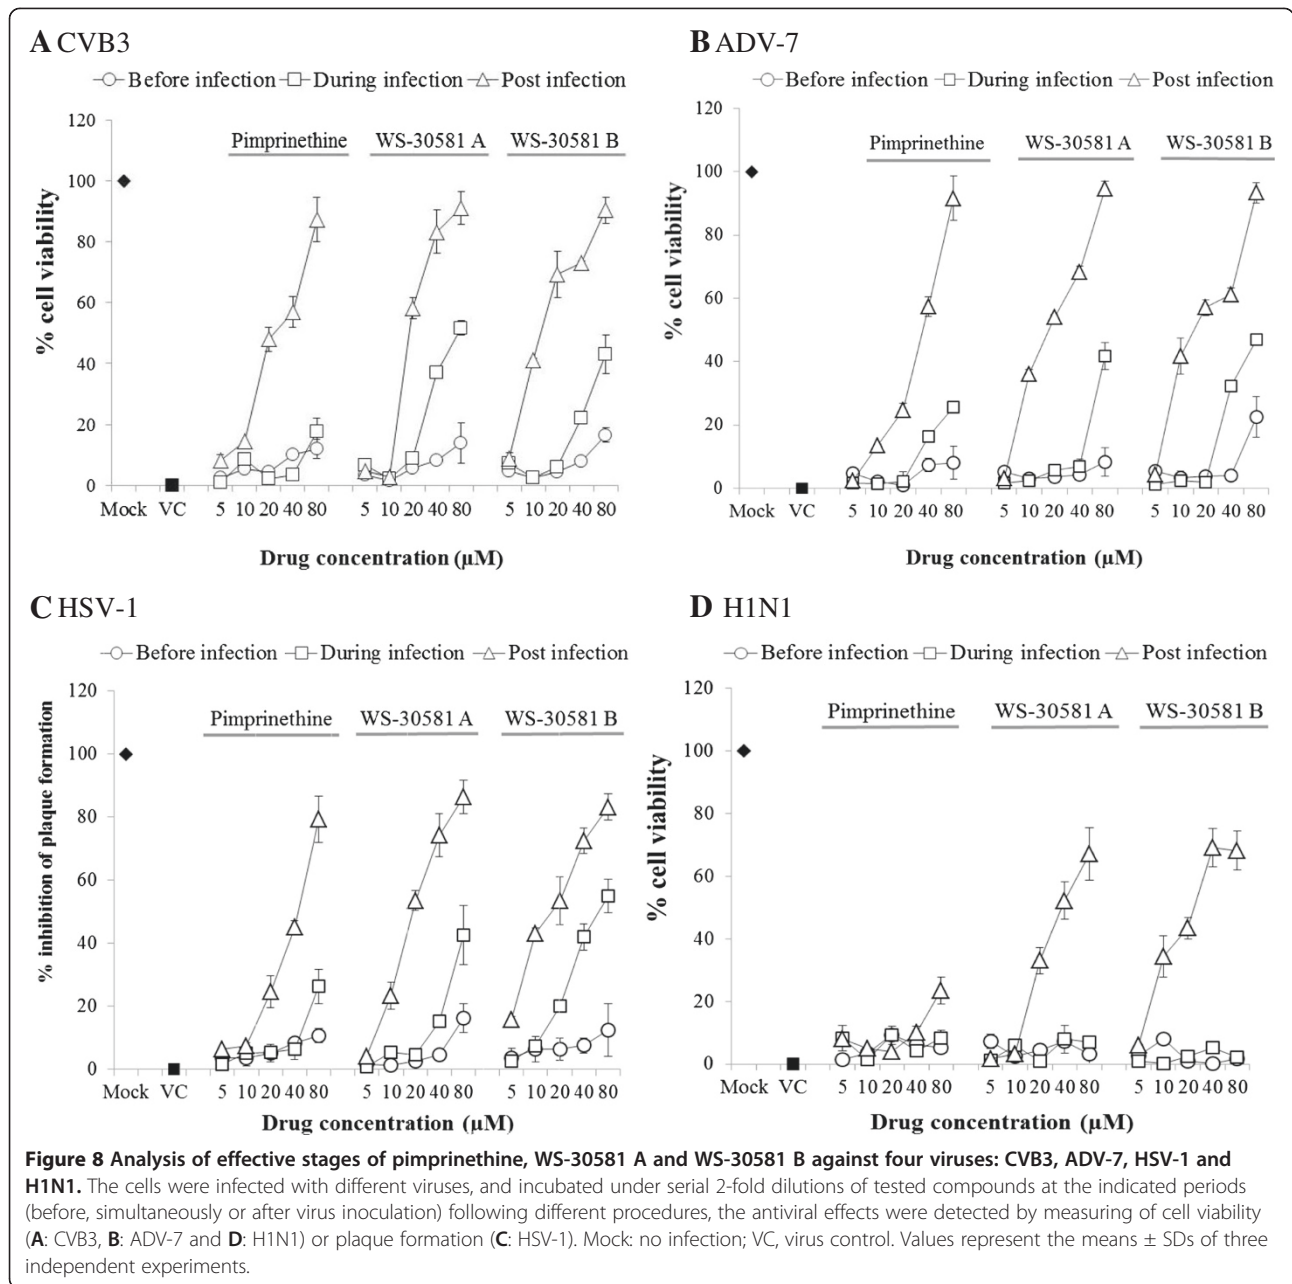 A CVB3
Before infection During infection Post infection
120
100
80
60
40
20
0
% cell viability
Pimprinethine WS-30581 A WS-30581 B
Mock VC 5 10 20 40 80 5 10 20 40 80 5 10 20 40 80
Drug concentration (μM)
B ADV-7
Before infection During infection Post infection
120
100
80
60
40
20
0
% cell viability
Pimprinethine WS-30581 A WS-30581 B
Mock VC 5 10 20 40 80 5 10 20 40 80 5 10 20 40 80
Drug concentration (μM)
C HSV-1
Before infection During infection Post infection
120
100
80
60
40
20
0
% inhibition of plaque formation
Pimprinethine WS-30581 A WS-30581 B
Mock VC 5 10 20 40 80 5 10 20 40 80 5 10 20 40 80
Drug concentration (μM)
D H1N1
Before infection During infection Post infection
120
100
80
60
40
20
0
% cell viability
Pimprinethine WS-30581 A WS-30581 B
Mock VC 5 10 20 40 80 5 10 20 40 80 5 10 20 40 80
Drug concentration (μM)
Figure 8 Analysis of effective stages of pimprinethine, WS-30581 A and WS-30581 B against four viruses: CVB3, ADV-7, HSV-1 and
H1N1. The cells were infected with different viruses, and incubated under serial 2-fold dilutions of tested compounds at the indicated periods
(before, simultaneously or after virus inoculation) following different procedures, the antiviral effects were detected by measuring of cell viability
(A: CVB3, B: ADV-7 and D: H1N1) or plaque formation (C: HSV-1). Mock: no infection; VC, virus control. Values represent the means ± SDs of three
independent experiments.